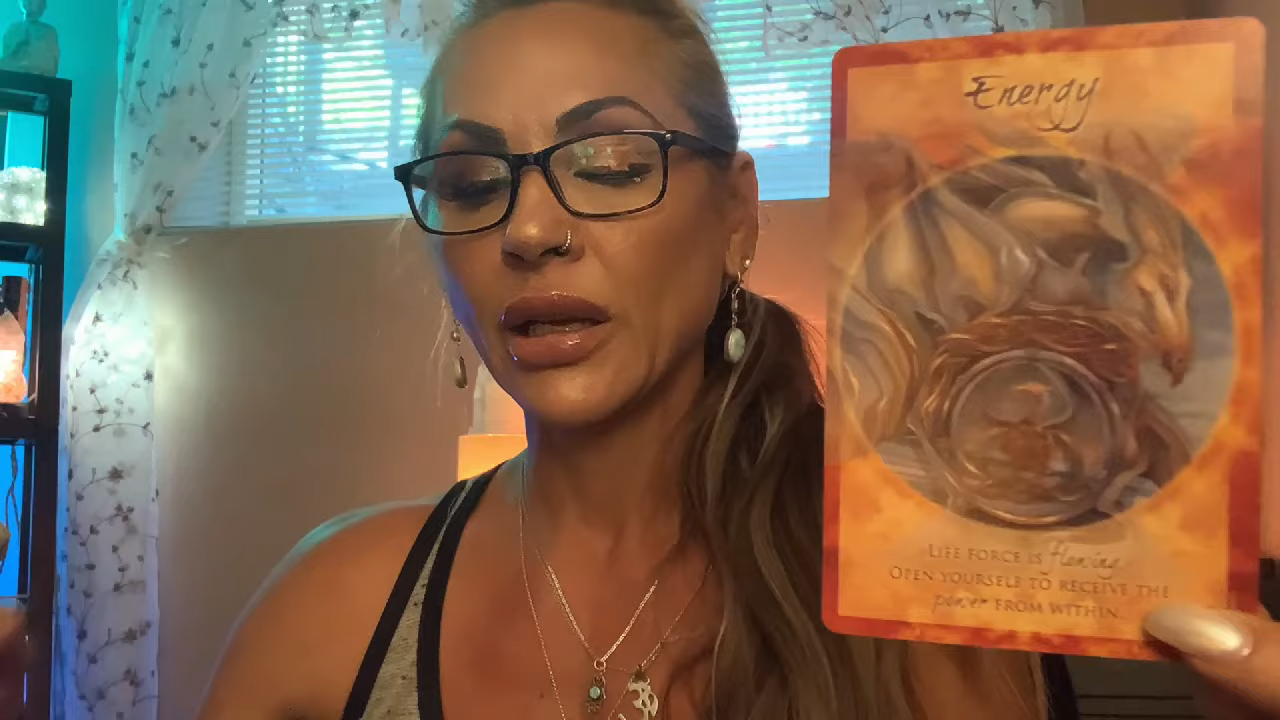 Energy
LIFE FORCE IS flowing.
OPEN YOURSELF TO RECEIVE THE
power FROM WITHIN.